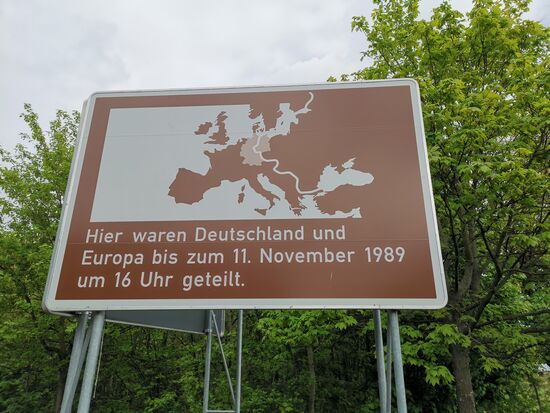 Hier waren Deutschland und
Europa bis zum 11. November 1989
um 16 Uhr geteilt.